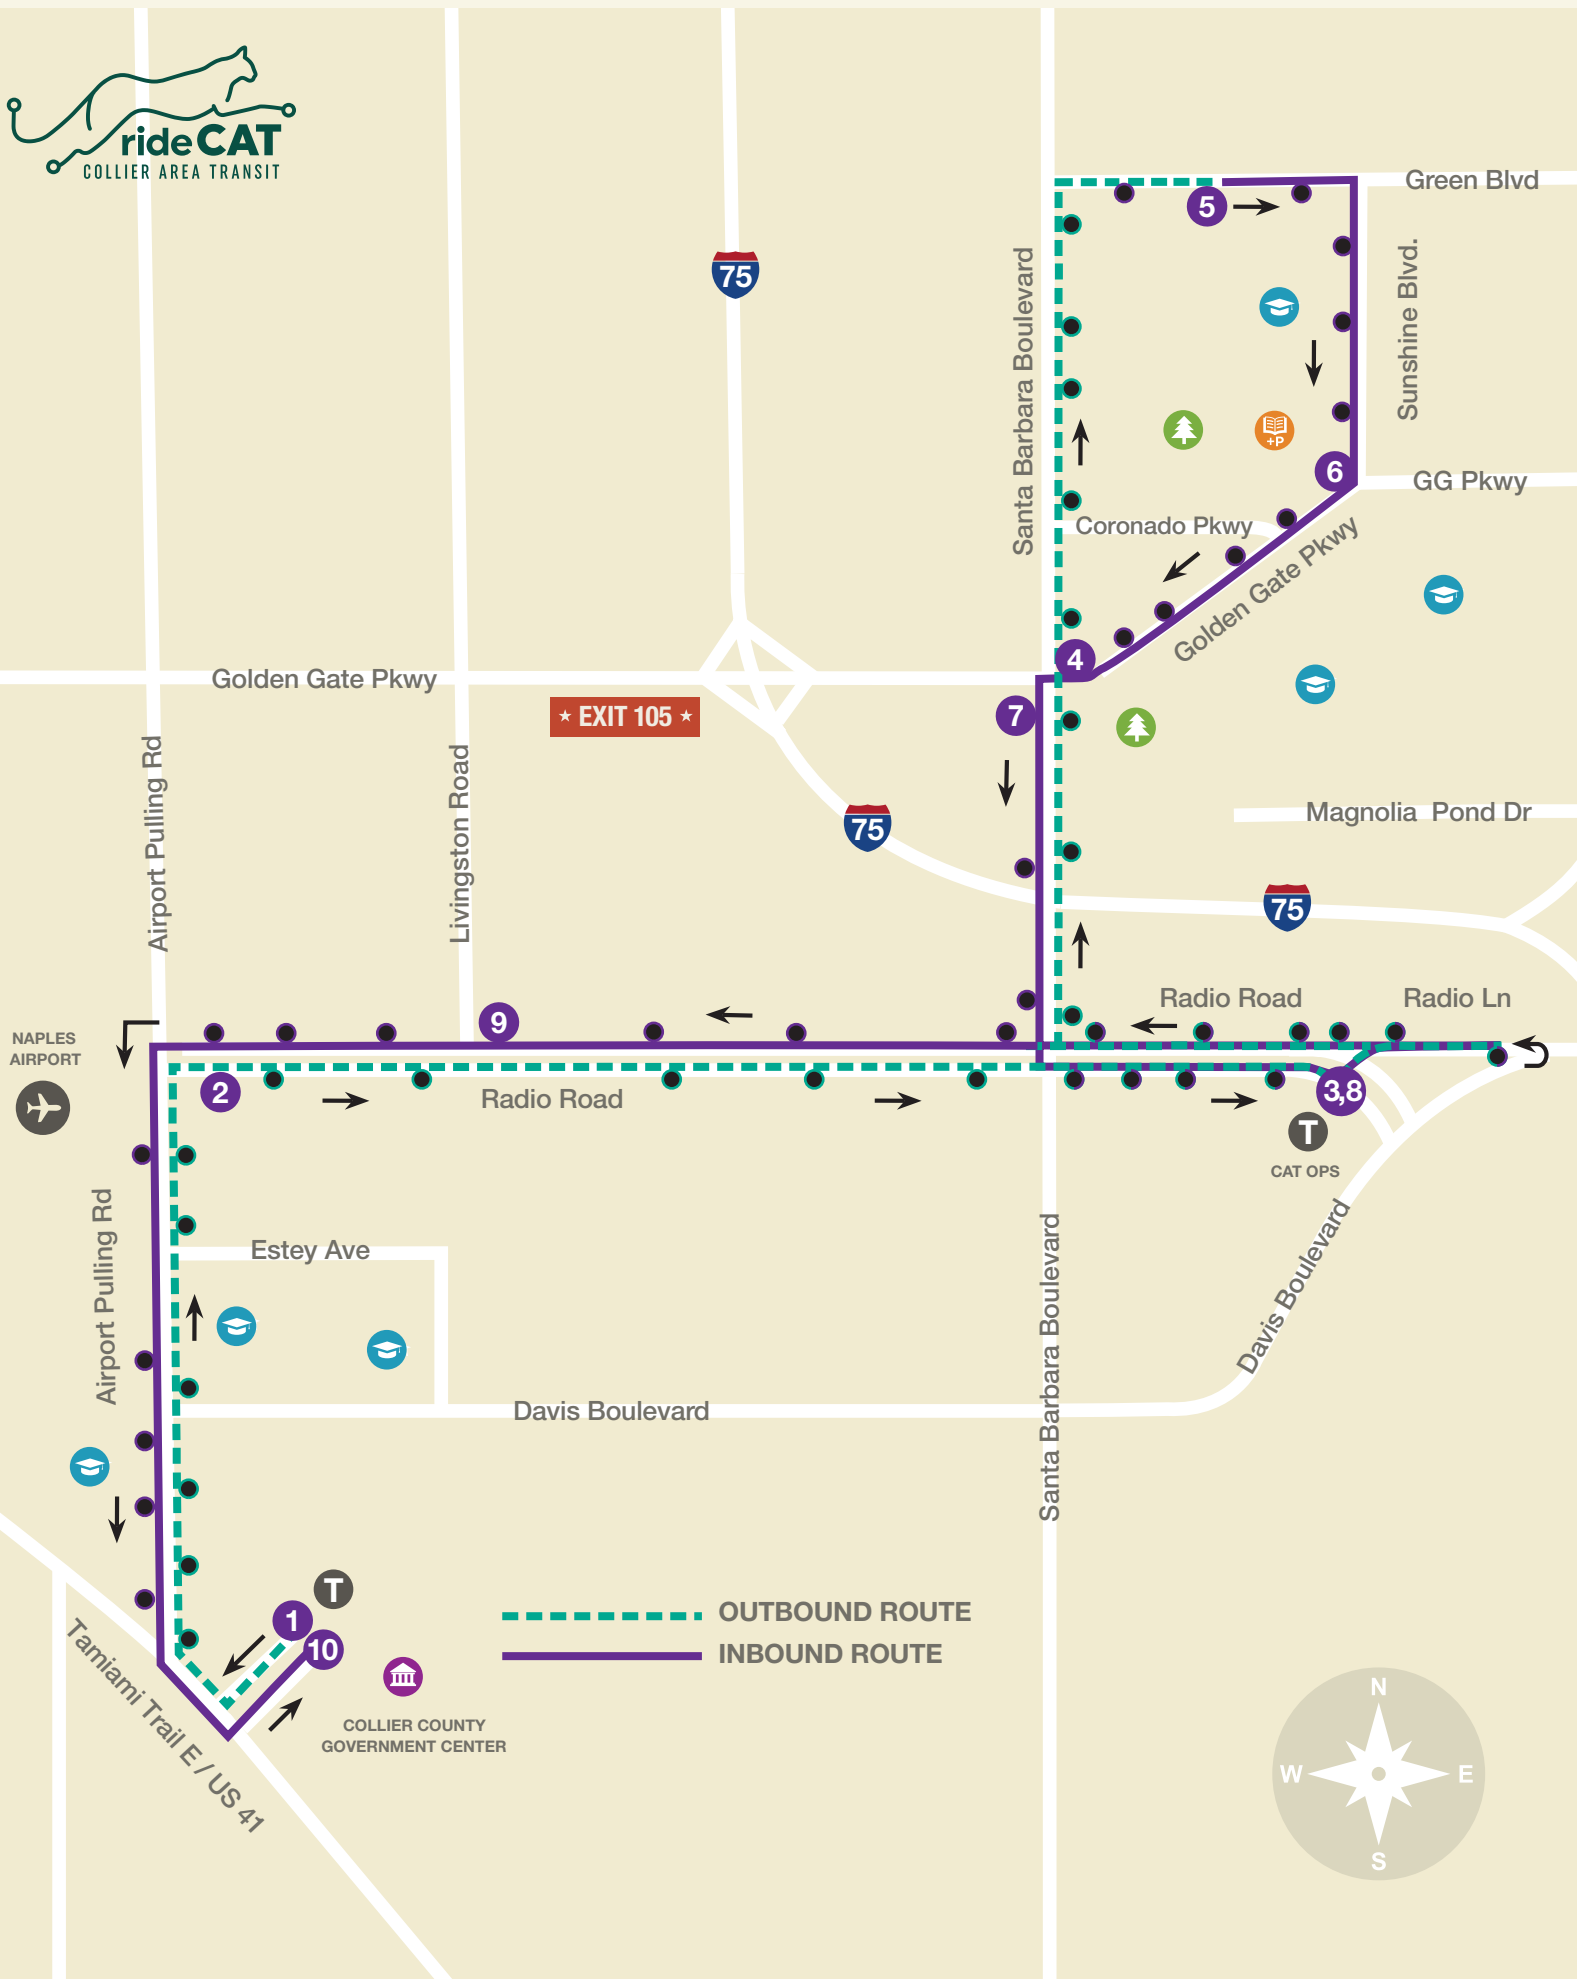 ride CAT
COLLIER AREA TRANSIT
Green Blvd
5
75
Santa Barbara Boulevard
Sunshine Blvd.
+P
6
GG Pkwy
Coronado Pkwy
Golden Gate Pkwy
4
Golden Gate Pkwy
★ EXIT 105 ★
7
Airport Pulling Rd
Livingston Road
75
Magnolia Pond Dr
75
Radio Road
Radio Ln
9
NAPLES
AIRPORT
2
Radio Road
3,8
T
CAT OPS
Airport Pulling Rd
Estey Ave
Santa Barbara Boulevard
Davis Boulevard
Davis Boulevard
T
1
10
OUTBOUND ROUTE
INBOUND ROUTE
Tamiami Trail E / US 41
COLLIER COUNTY
GOVERNMENT CENTER
N
W
E
S